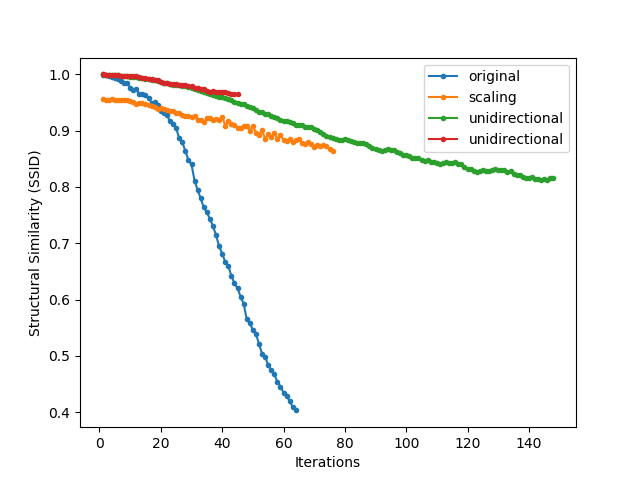 original
scaling
unidirectional
unidirectional
1.0
0.9
0.8
0.7
0.6
0.5
0.4
Structural Similarity (SSID)
0 20 40 60 80 100 120 140
Iterations